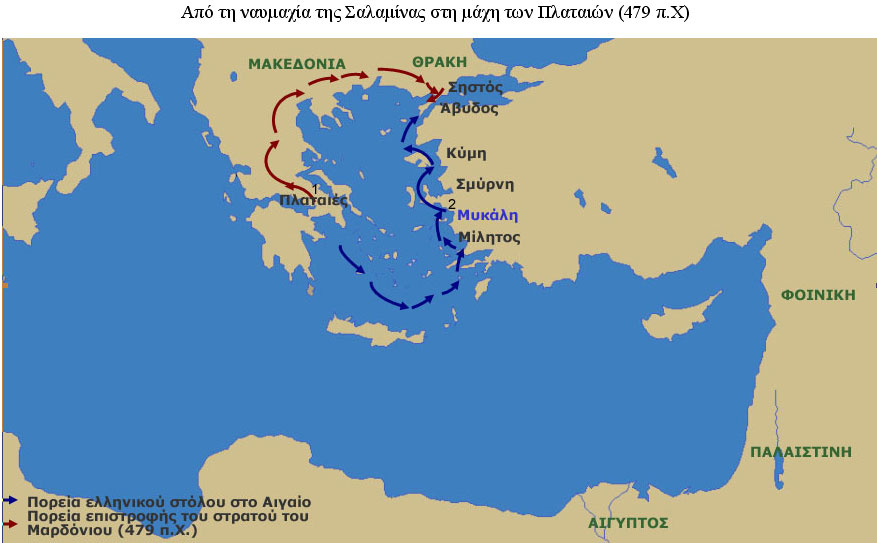 Από τη ναυμαχία της Σαλαμίνας στη μάχη των Πλαταιών (479 π.Χ)
ΜΑΚΕΔΟΝΙΑ
ΘΡΑΚΗ
Σηστός
Άβυδος
Κύμη
Σμύρνη
1
Πλαταιές
2
Μυκάλη
Μίλητος
ΦΟΙΝΙΚΗ
ΠΑΛΑΙΣΤΙΝΗ
ΑΙΓΥΠΤΟΣ
Πορεία ελληνικού στόλου στο Αιγαίο
Πορεία επιστροφής του στρατού του
Μαρδόνιου (479 π.Χ.)